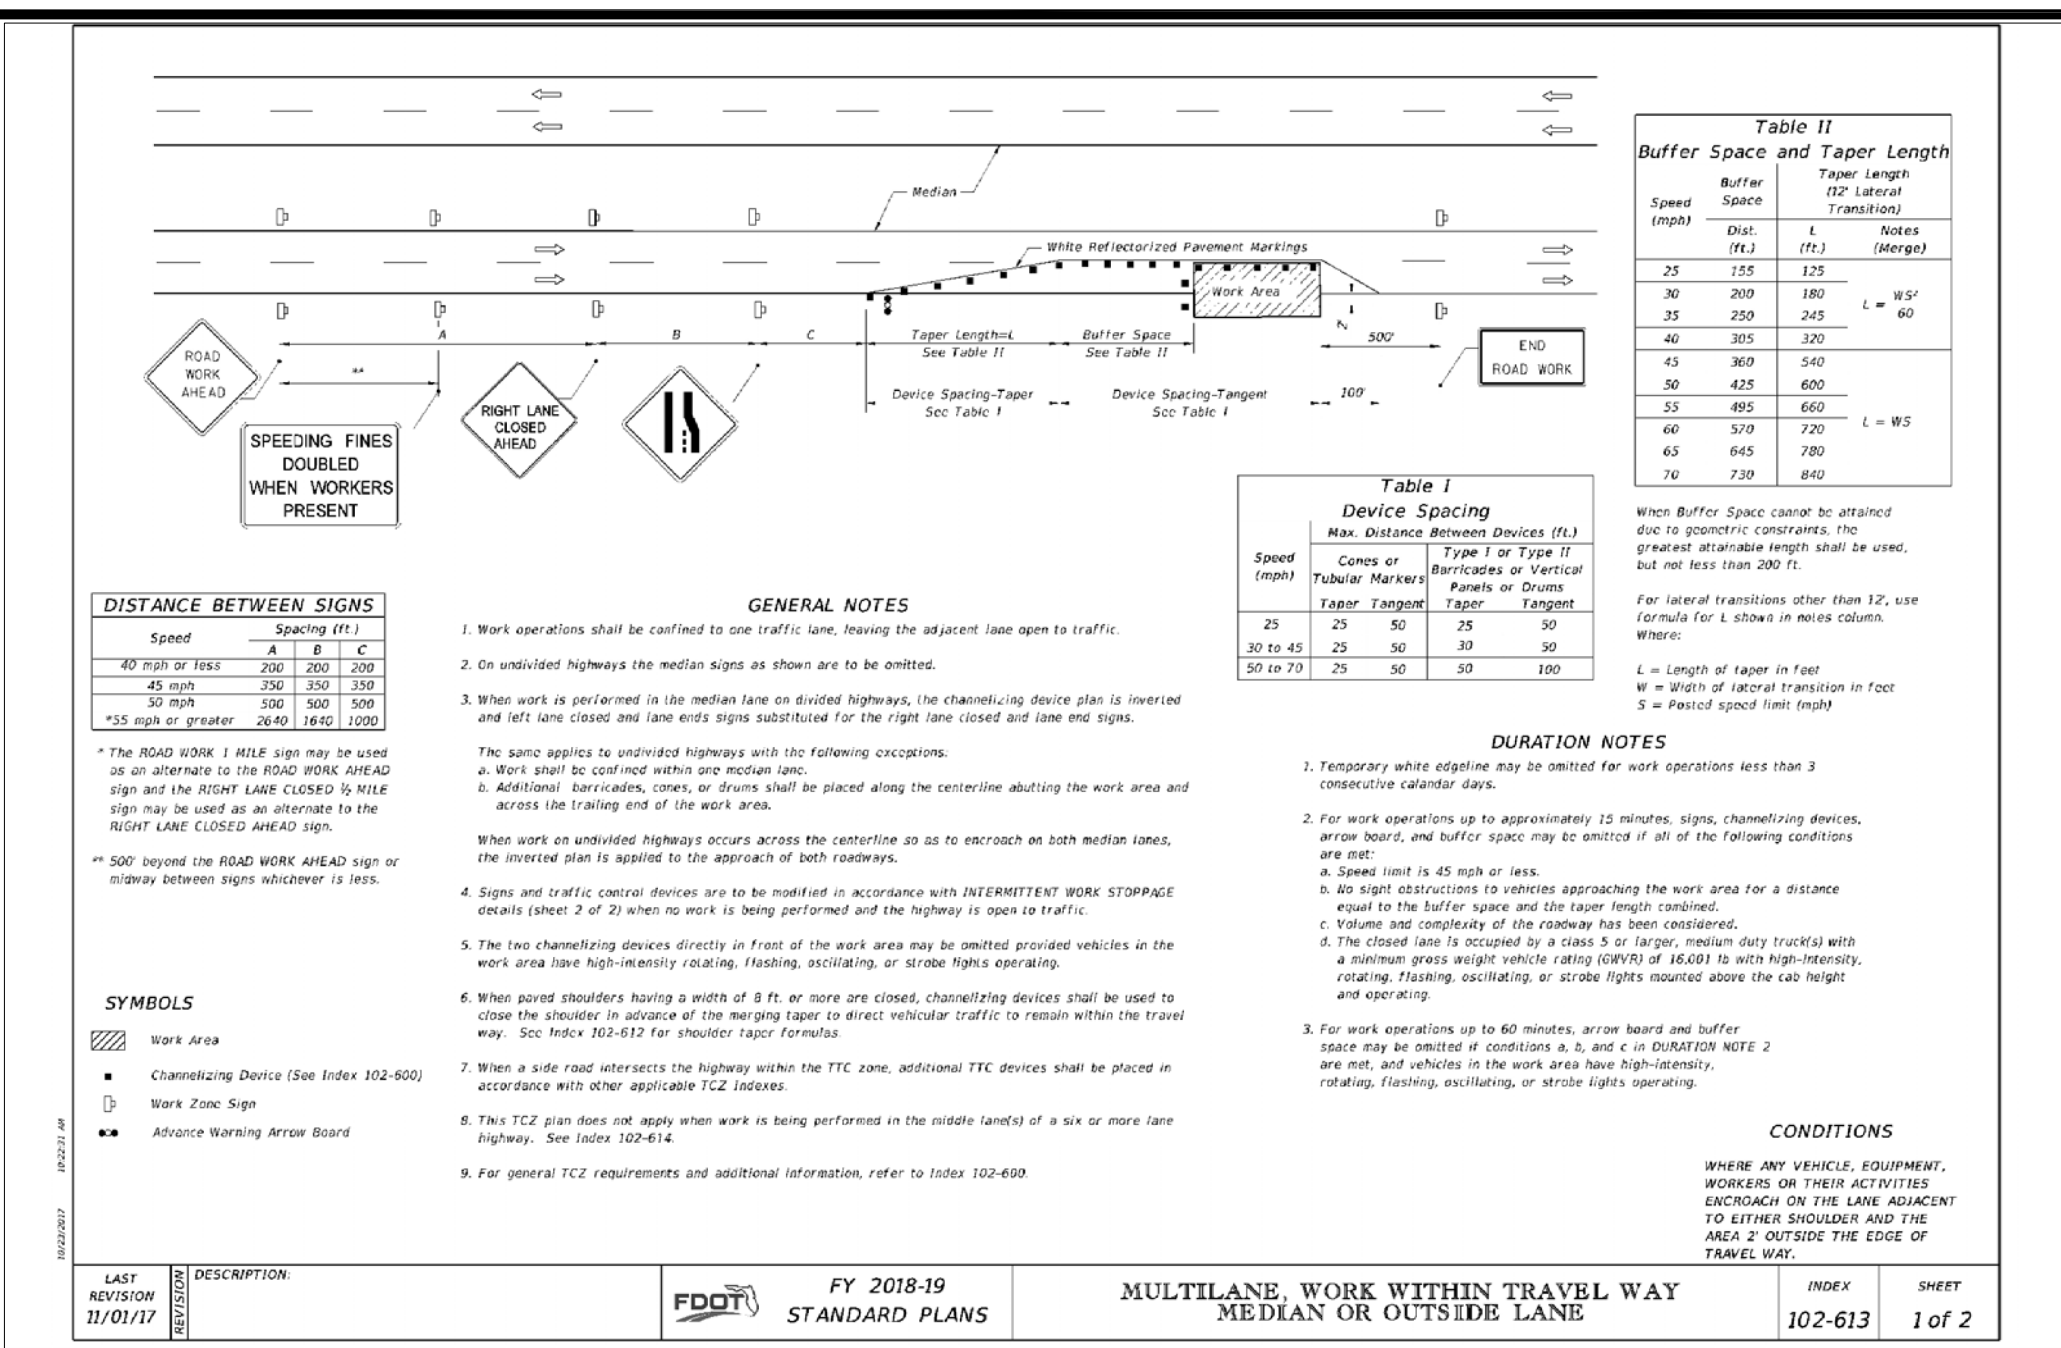 Median
White Reflectorized Pavement Markings
Work Area
A
B
C
Taper Length=L
See Table II
Buffer Space
See Table II
Z
500'
**
Device Spacing-Taper
See Table I
Device Spacing-Tangent
See Table I
100'
ROAD
WORK
AHEAD
SPEEDING FINES
DOUBLED
WHEN WORKERS
PRESENT
RIGHT LANE
CLOSED
AHEAD
END
ROAD WORK
Table II
Buffer Space and Taper Length
Speed (mph) Buffer Space Taper Length (12' Lateral Transition)
Dist. (ft.) L (ft.) Notes (Merge)
25 155 125
30 200 180
35 250 245
40 305 320
L = WS²/60
45 360 540
50 425 600
55 495 660
60 570 720
65 645 780
70 730 840
L = WS
When Buffer Space cannot be attained
due to geometric constraints, the
greatest attainable length shall be used,
but not less than 200 ft.
For lateral transitions other than 12', use
formula for L shown in notes column.
Where:
L = Length of taper in feet
W = Width of lateral transition in feet
S = Posted speed limit (mph)
Table I
Device Spacing
Speed (mph) Max. Distance Between Devices (ft.)
Cones or Tubular Markers Type I or Type II Barricades or Vertical Panels or Drums
Taper Tangent Taper Tangent
25 25 50 25 50
30 to 45 25 50 30 50
50 to 70 25 50 50 100
DISTANCE BETWEEN SIGNS
Speed Spacing (ft.)
A B C
40 mph or less 200 200 200
45 mph 350 350 350
50 mph 500 500 500
*55 mph or greater 2640 1640 1000
* The ROAD WORK 1 MILE sign may be used
as an alternate to the ROAD WORK AHEAD
sign and the RIGHT LANE CLOSED ½ MILE
sign may be used as an alternate to the
RIGHT LANE CLOSED AHEAD sign.
** 500' beyond the ROAD WORK AHEAD sign or
midway between signs whichever is less.
SYMBOLS
Work Area
Channelizing Device (See Index 102-600)
Work Zone Sign
Advance Warning Arrow Board
GENERAL NOTES
1. Work operations shall be confined to one traffic lane, leaving the adjacent lane open to traffic.
2. On undivided highways the median signs as shown are to be omitted.
3. When work is performed in the median lane on divided highways, the channelizing device plan is inverted
and left lane closed and lane ends signs substituted for the right lane closed and lane end signs.
The same applies to undivided highways with the following exceptions:
a. Work shall be confined within one median lane.
b. Additional barricades, cones, or drums shall be placed along the centerline abutting the work area and
across the trailing end of the work area.
When work on undivided highways occurs across the centerline so as to encroach on both median lanes,
the inverted plan is applied to the approach of both roadways.
4. Signs and traffic control devices are to be modified in accordance with INTERMITTENT WORK STOPPAGE
details (sheet 2 of 2) when no work is being performed and the highway is open to traffic.
5. The two channelizing devices directly in front of the work area may be omitted provided vehicles in the
work area have high-intensity rotating, flashing, oscillating, or strobe lights operating.
6. When paved shoulders having a width of 8 ft. or more are closed, channelizing devices shall be used to
close the shoulder in advance of the merging taper to direct vehicular traffic to remain within the travel
way. See Index 102-612 for shoulder taper formulas.
7. When a side road intersects the highway within the TTC zone, additional TTC devices shall be placed in
accordance with other applicable TCZ Indexes.
8. This TCZ plan does not apply when work is being performed in the middle lane(s) of a six or more lane
highway. See Index 102-614.
9. For general TCZ requirements and additional information, refer to Index 102-600.
DURATION NOTES
1. Temporary white edgeline may be omitted for work operations less than 3
consecutive calandar days.
2. For work operations up to approximately 15 minutes, signs, channelizing devices,
arrow board, and buffer space may be omitted if all of the following conditions
are met:
a. Speed limit is 45 mph or less.
b. No sight obstructions to vehicles approaching the work area for a distance
equal to the buffer space and the taper length combined.
c. Volume and complexity of the roadway has been considered.
d. The closed lane is occupied by a class 5 or larger, medium duty truck(s) with
a minimum gross weight vehicle rating (GWVR) of 16,001 lb with high-intensity,
rotating, flashing, oscillating, or strobe lights mounted above the cab height
and operating.
3. For work operations up to 60 minutes, arrow board and buffer
space may be omitted if conditions a, b, and c in DURATION NOTE 2
are met, and vehicles in the work area have high-intensity,
rotating, flashing, oscillating, or strobe lights operating.
CONDITIONS
WHERE ANY VEHICLE, EQUIPMENT,
WORKERS OR THEIR ACTIVITIES
ENCROACH ON THE LANE ADJACENT
TO EITHER SHOULDER AND THE
AREA 2' OUTSIDE THE EDGE OF
TRAVEL WAY.
10/23/2017 10:22:31 AM
LAST
REVISION
11/01/17
REVISION
DESCRIPTION:
FDOT
FY 2018-19
STANDARD PLANS
MULTILANE, WORK WITHIN TRAVEL WAY
MEDIAN OR OUTSIDE LANE
INDEX
102-613
SHEET
1 of 2